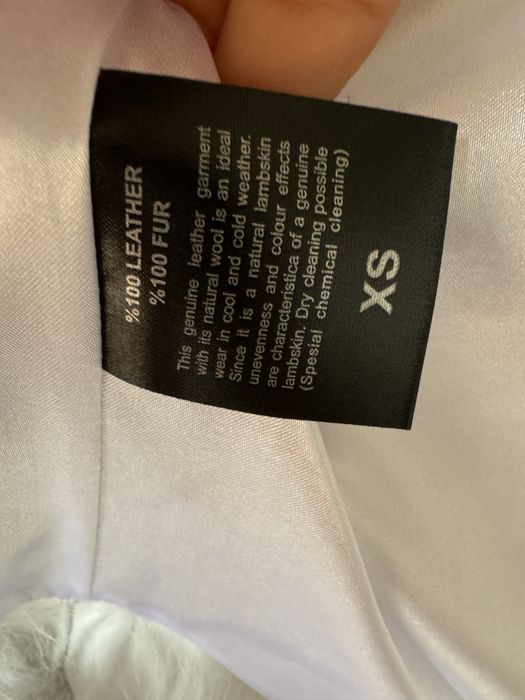 %100 LEATHER
%100 FUR
This genuine leather garment
with its natural wool is an ideal
wear in cool and cold weather.
Since it is a natural lambskin
unevenness and colour effects
are characteristica of a genuine
lambskin. Dry cleaning possible
(Spesial chemical cleaning)
XS